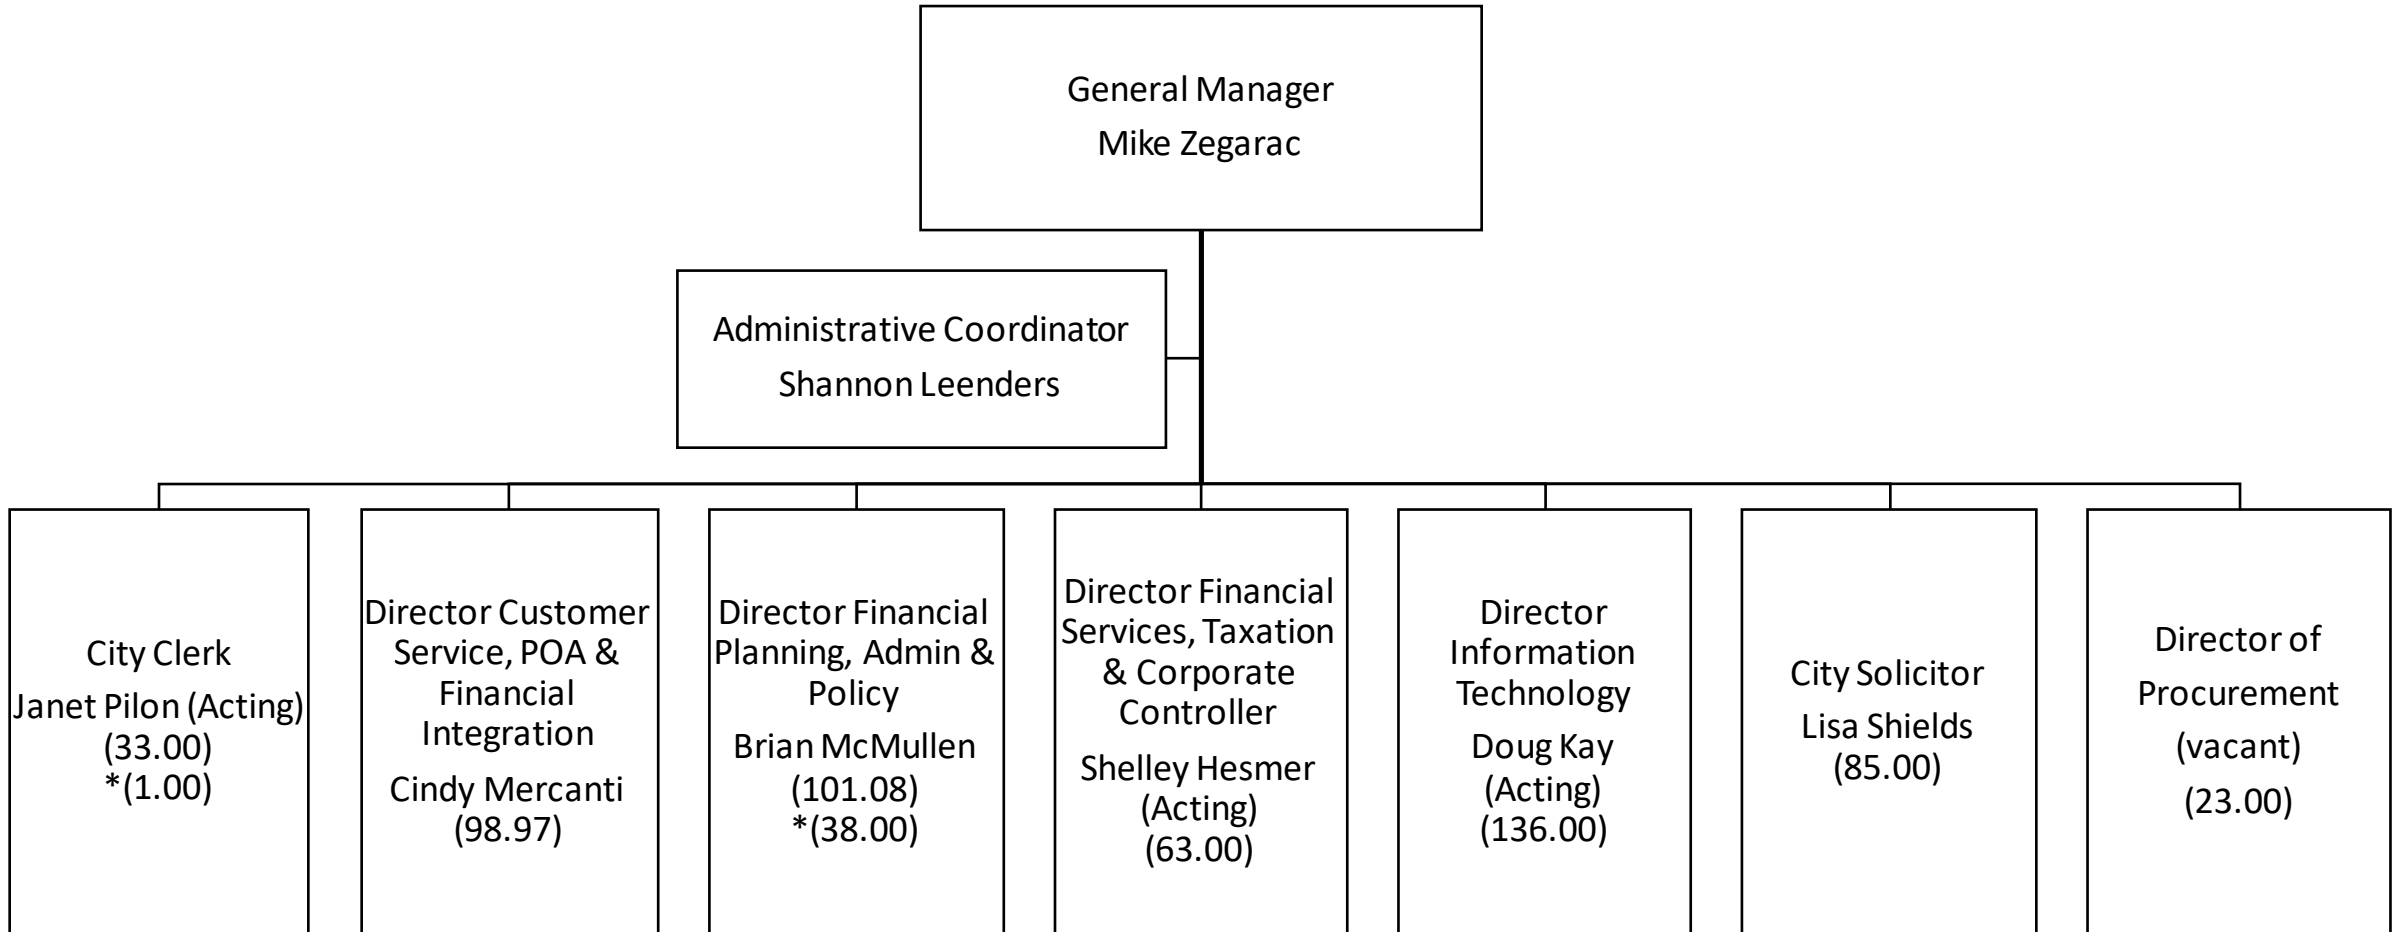 General Manager
Mike Zegarac
Administrative Coordinator
Shannon Leenders
City Clerk
Janet Pilon (Acting)
(33.00)
*(1.00)
Director Customer
Service, POA &
Financial
Integration
Cindy Mercanti
(98.97)
Director Financial
Planning, Admin &
Policy
Brian McMullen
(101.08)
*(38.00)
Director Financial
Services, Taxation
& Corporate
Controller
Shelley Hesmer
(Acting)
(63.00)
Director
Information
Technology
Doug Kay
(Acting)
(136.00)
City Solicitor
Lisa Shields
(85.00)
Director of
Procurement
(vacant)
(23.00)